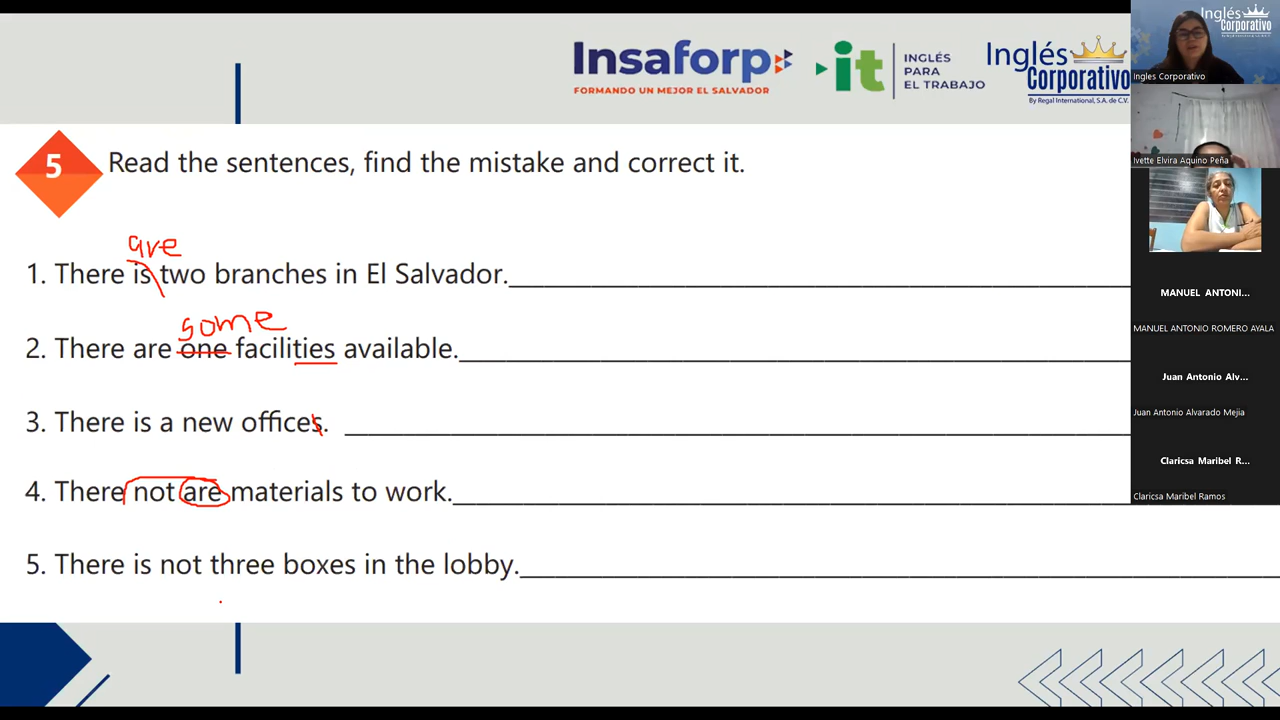 Insaforp
FORMANDO UN MEJOR EL SALVADOR
it
INGLÉS
PARA
EL TRABAJO
Inglés
Corporativo
By Regal International, S.A. de C.V.
Inglés
Corporativo
Ingles Corporativo
Ivette Elvira Aquino Peña
MANUEL ANTONI...
MANUEL ANTONIO ROMERO AYALA
Juan Antonio Alv...
Juan Antonio Alvarado Mejia
Claricsa Maribel R...
Claricsa Maribel Ramos
5 Read the sentences, find the mistake and correct it.
are
1. There is two branches in El Salvador.
some
2. There are one facilities available.
3. There is a new offices.
4. There not are materials to work.
5. There is not three boxes in the lobby.